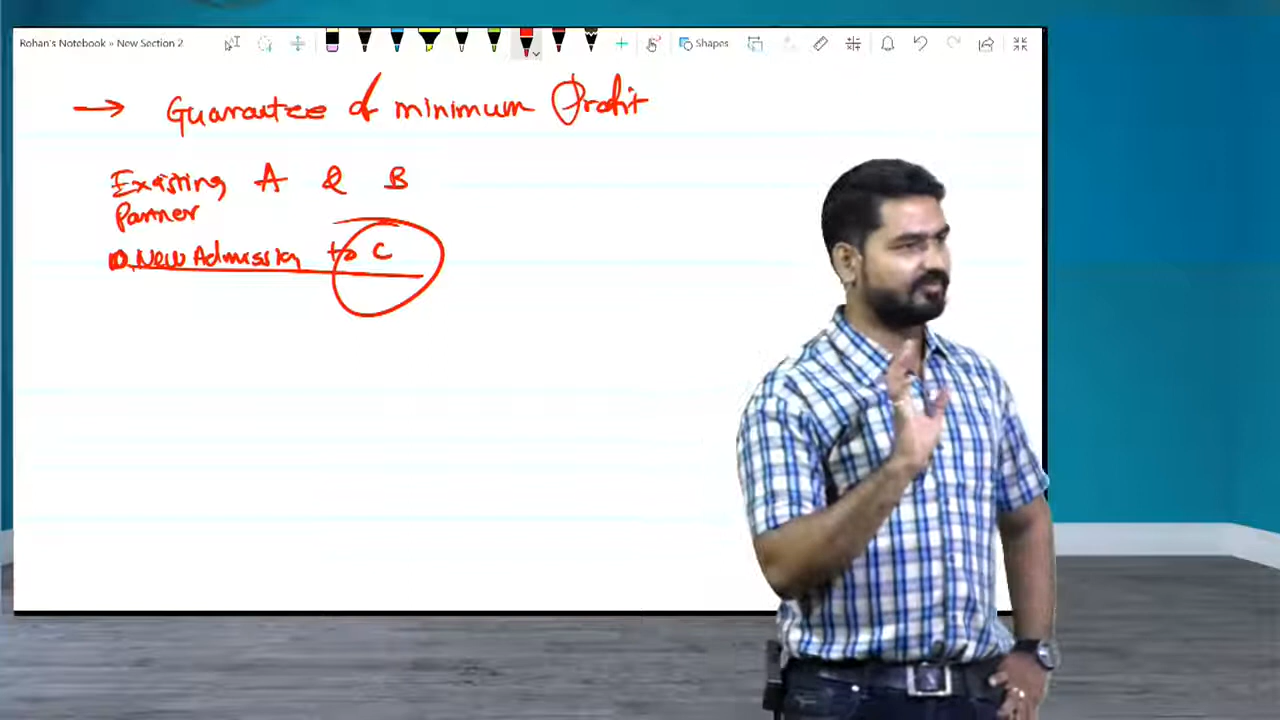 Rohan's Notebook » New Section 2
Shapes
→ Guarantee of minimum Profit
Existing A & B
Partner
New Admission to C